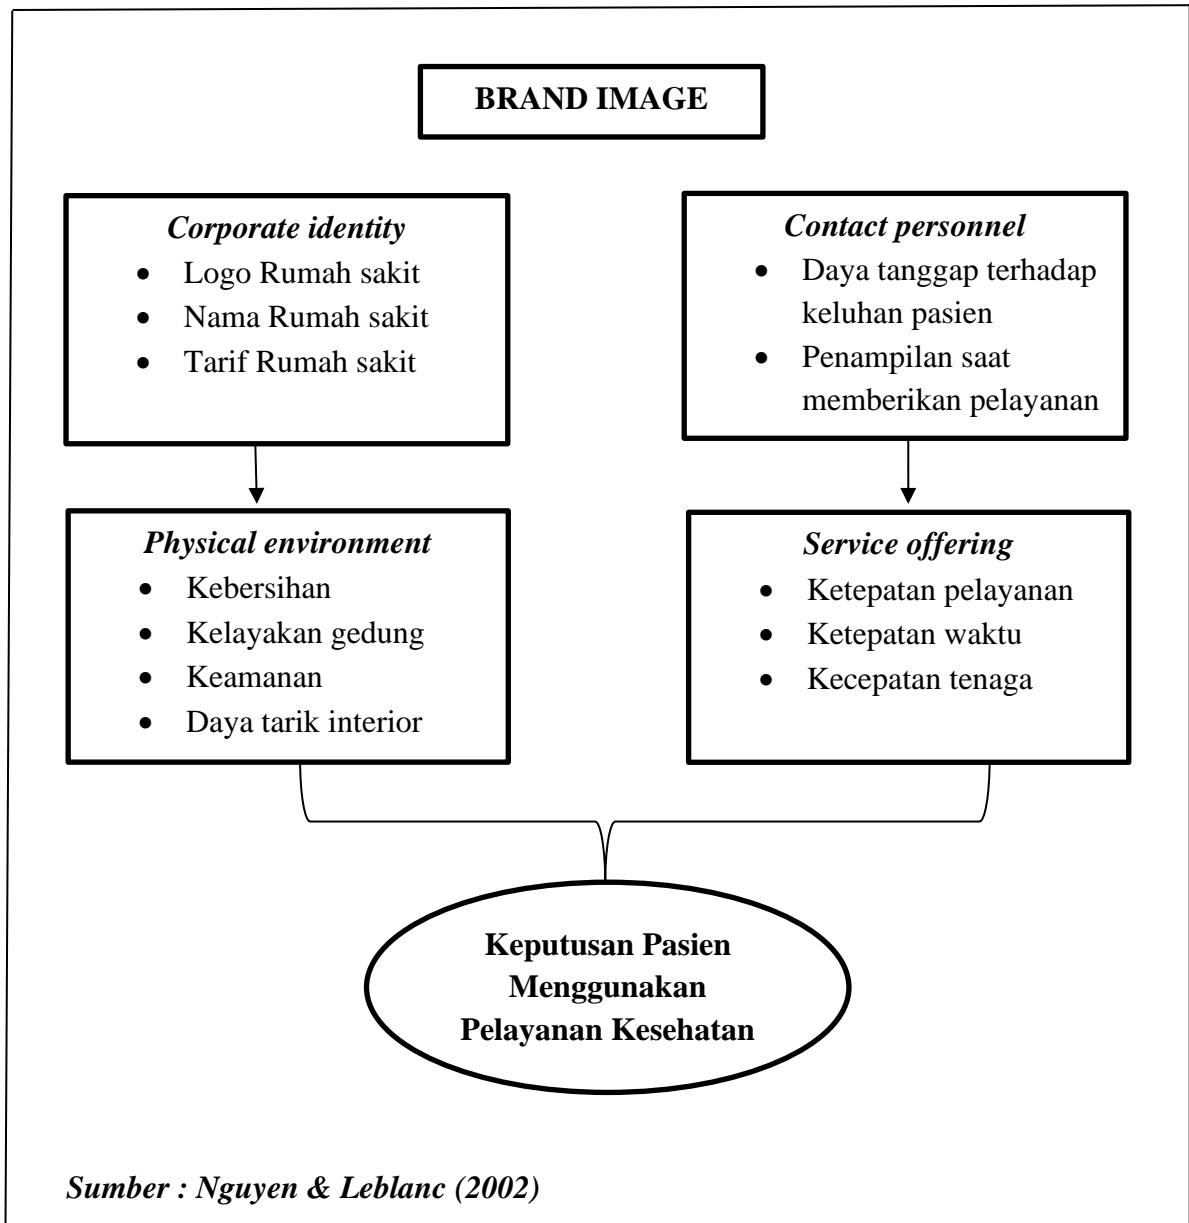 BRAND IMAGE
Corporate identity
• Logo Rumah sakit
• Nama Rumah sakit
• Tarif Rumah sakit
Contact personnel
• Daya tanggap terhadap
keluhan pasien
• Penampilan saat
memberikan pelayanan
Physical environment
• Kebersihan
• Kelayakan gedung
• Keamanan
• Daya tarik interior
Service offering
• Ketepatan pelayanan
• Ketepatan waktu
• Kecepatan tenaga
Keputusan Pasien
Menggunakan
Pelayanan Kesehatan
Sumber : Nguyen & Leblanc (2002)